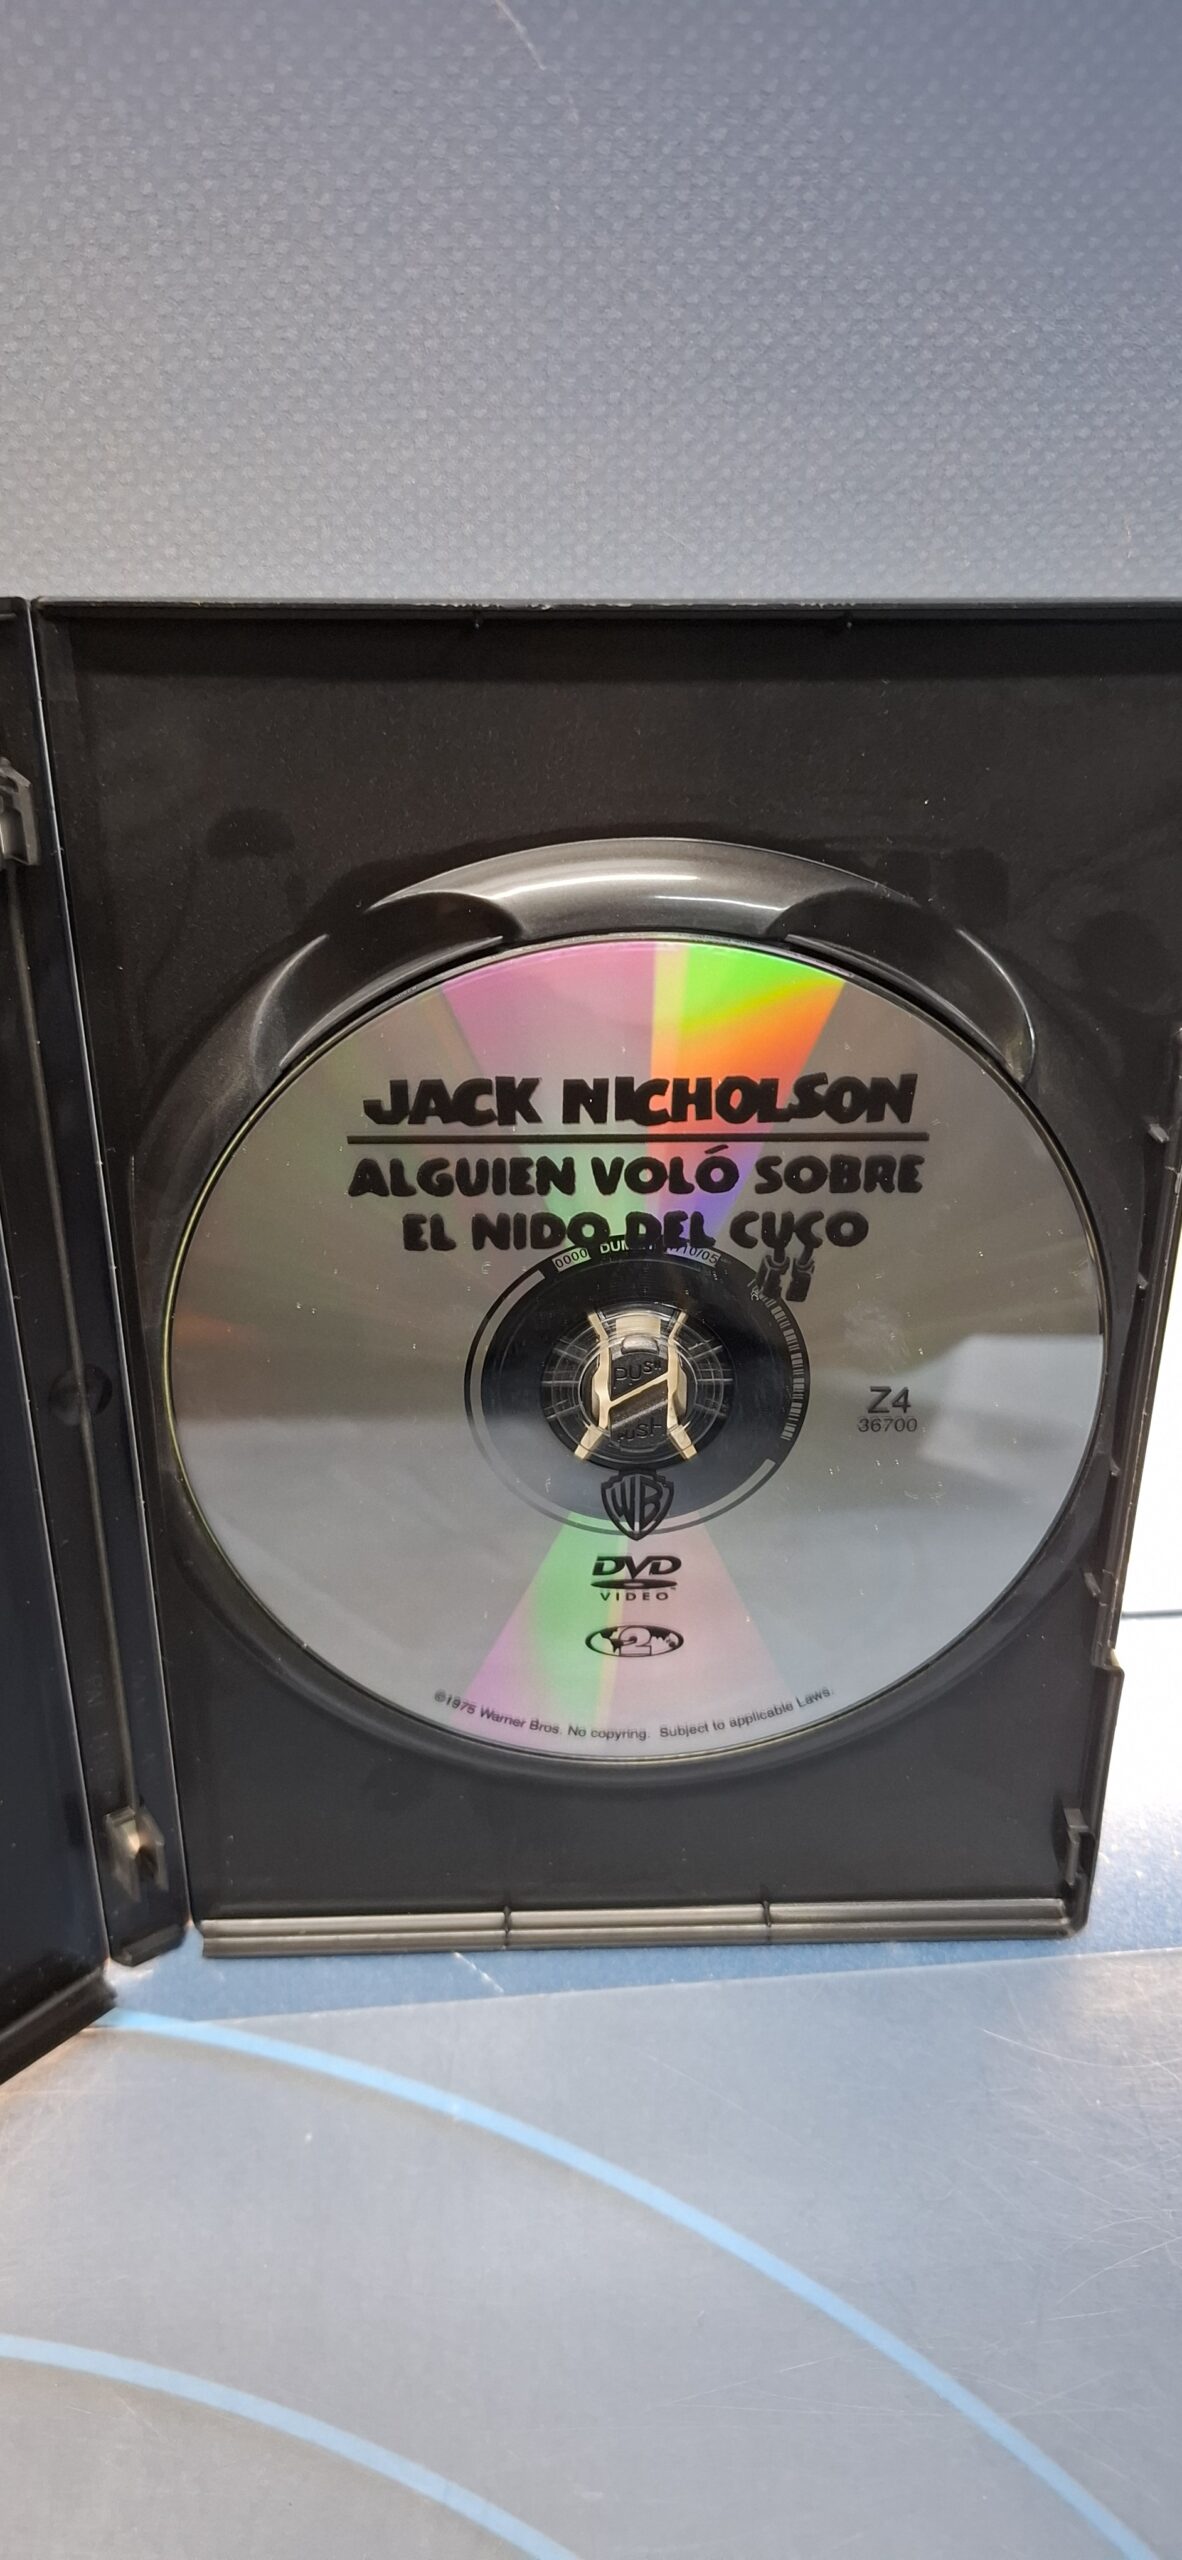 JACK NICHOLSON
ALGUIEN VOLÓ SOBRE
EL NIDO DEL CUCO
PUSH
PUSH
Z4
36700
WB
DVD
VIDEO
2
©1975 Warner Bros. No copyring. Subject to applicable Laws.